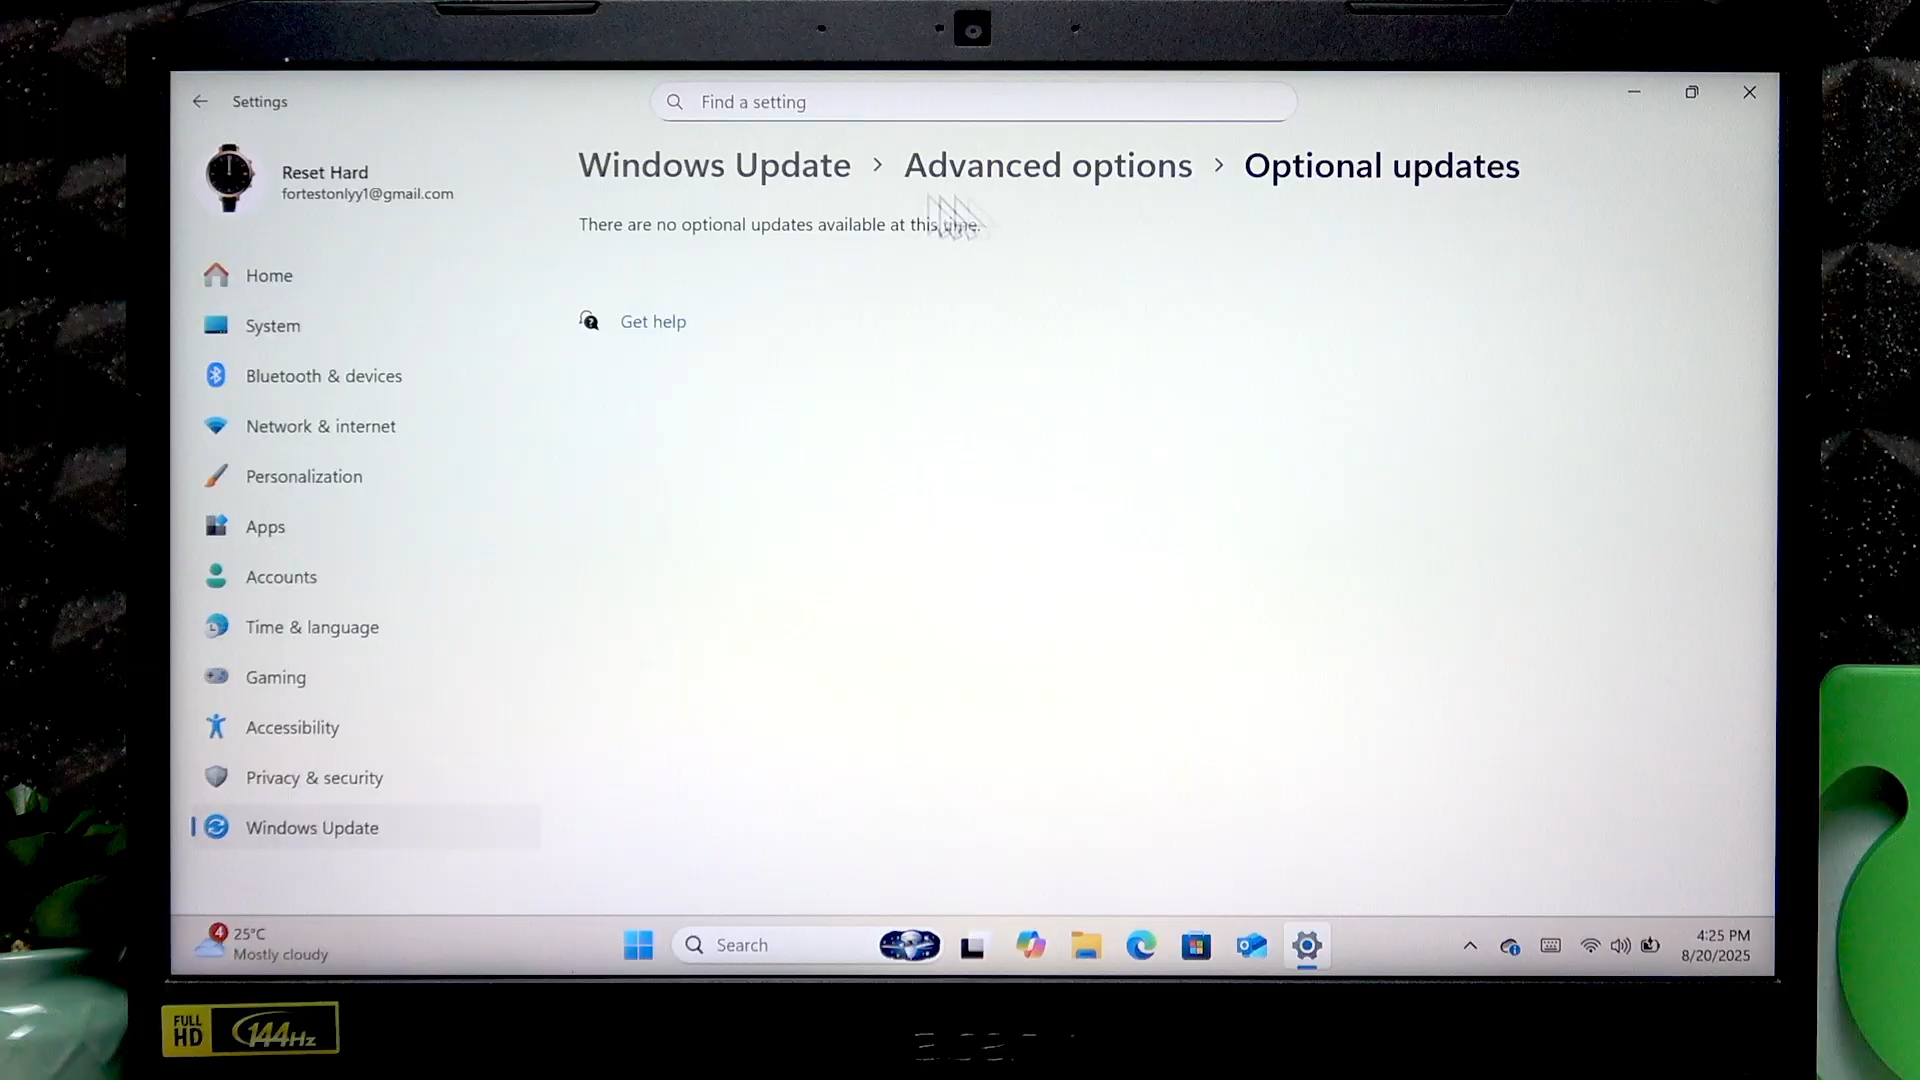 Settings
Find a setting
Reset Hard
fortestonlyy1@gmail.com
Windows Update > Advanced options > Optional updates
There are no optional updates available at this time.
Get help
Home
System
Bluetooth & devices
Network & internet
Personalization
Apps
Accounts
Time & language
Gaming
Accessibility
Privacy & security
Windows Update
4
25°C
Mostly cloudy
Search
4:25 PM
8/20/2025
FULL
HD
144Hz
acer